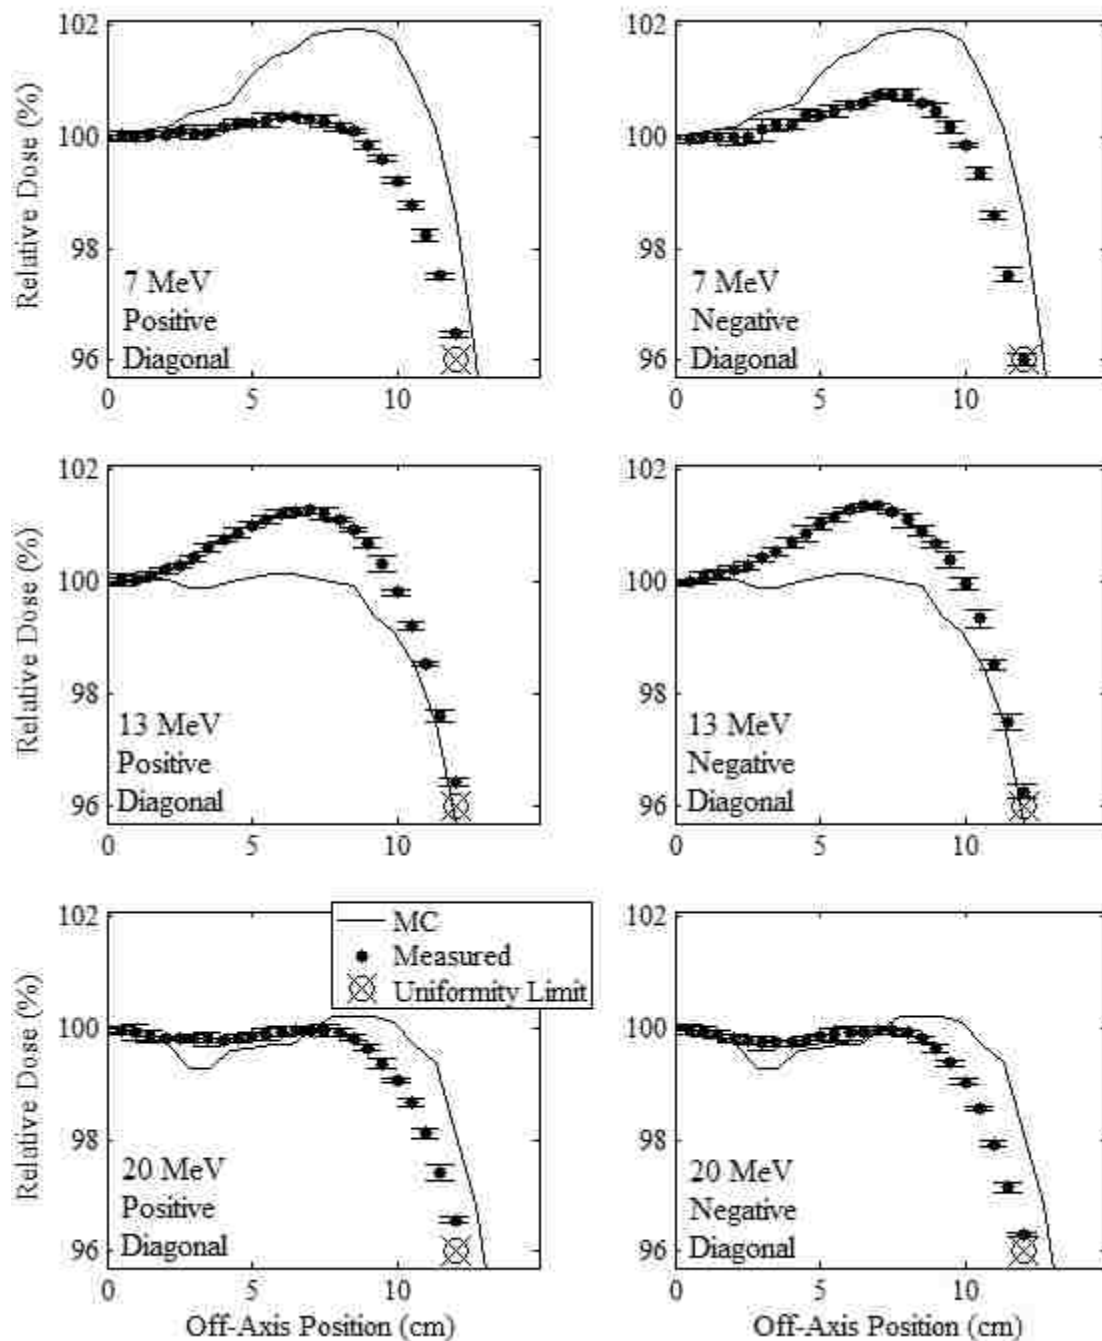 102
100
98
96
Relative Dose (%)
7 MeV
Positive
Diagonal
0
5
10
102
100
98
96
7 MeV
Negative
Diagonal
0
5
10
102
100
98
96
Relative Dose (%)
13 MeV
Positive
Diagonal
0
5
10
102
100
98
96
13 MeV
Negative
Diagonal
0
5
10
102
100
98
96
Relative Dose (%)
MC
Measured
Uniformity Limit
20 MeV
Positive
Diagonal
0
5
10
Off-Axis Position (cm)
102
100
98
96
20 MeV
Negative
Diagonal
0
5
10
Off-Axis Position (cm)